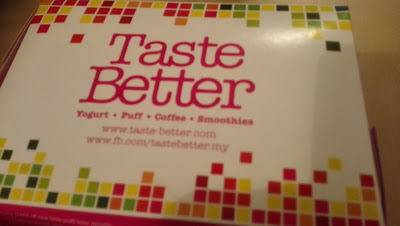 Taste
Better
Yogurt • Puff • Coffee • Smoothies
www.taste-better.com
www.fb.com/tastebetter.my